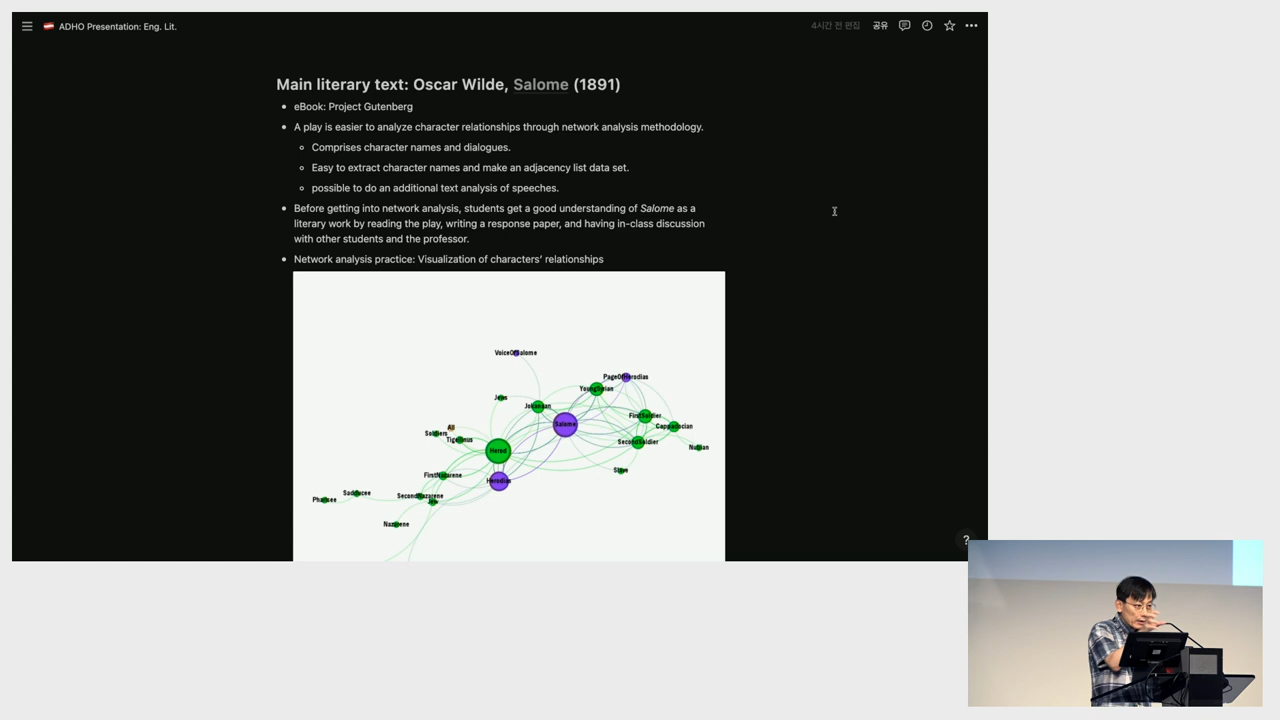 ADHO Presentation: Eng. Lit.
4시간 전 편집
공유
Main literary text: Oscar Wilde, Salome (1891)
eBook: Project Gutenberg
A play is easier to analyze character relationships through network analysis methodology.
Comprises character names and dialogues.
Easy to extract character names and make an adjacency list data set.
possible to do an additional text analysis of speeches.
Before getting into network analysis, students get a good understanding of Salome as a
literary work by reading the play, writing a response paper, and having in-class discussion
with other students and the professor.
Network analysis practice: Visualization of characters' relationships
VoiceOfSalome
PageOfHerodias
YoungSyrian
Jews
Jokanaan
FirstSoldier
Salome
Cappadocian
All
Soldiers
Tigellinus
SecondSoldier
Nubian
Herod
Slave
FirstNazarene
Herodias
Sadducee
SecondNazarene
Pharisee
Jew
Nazarene
?